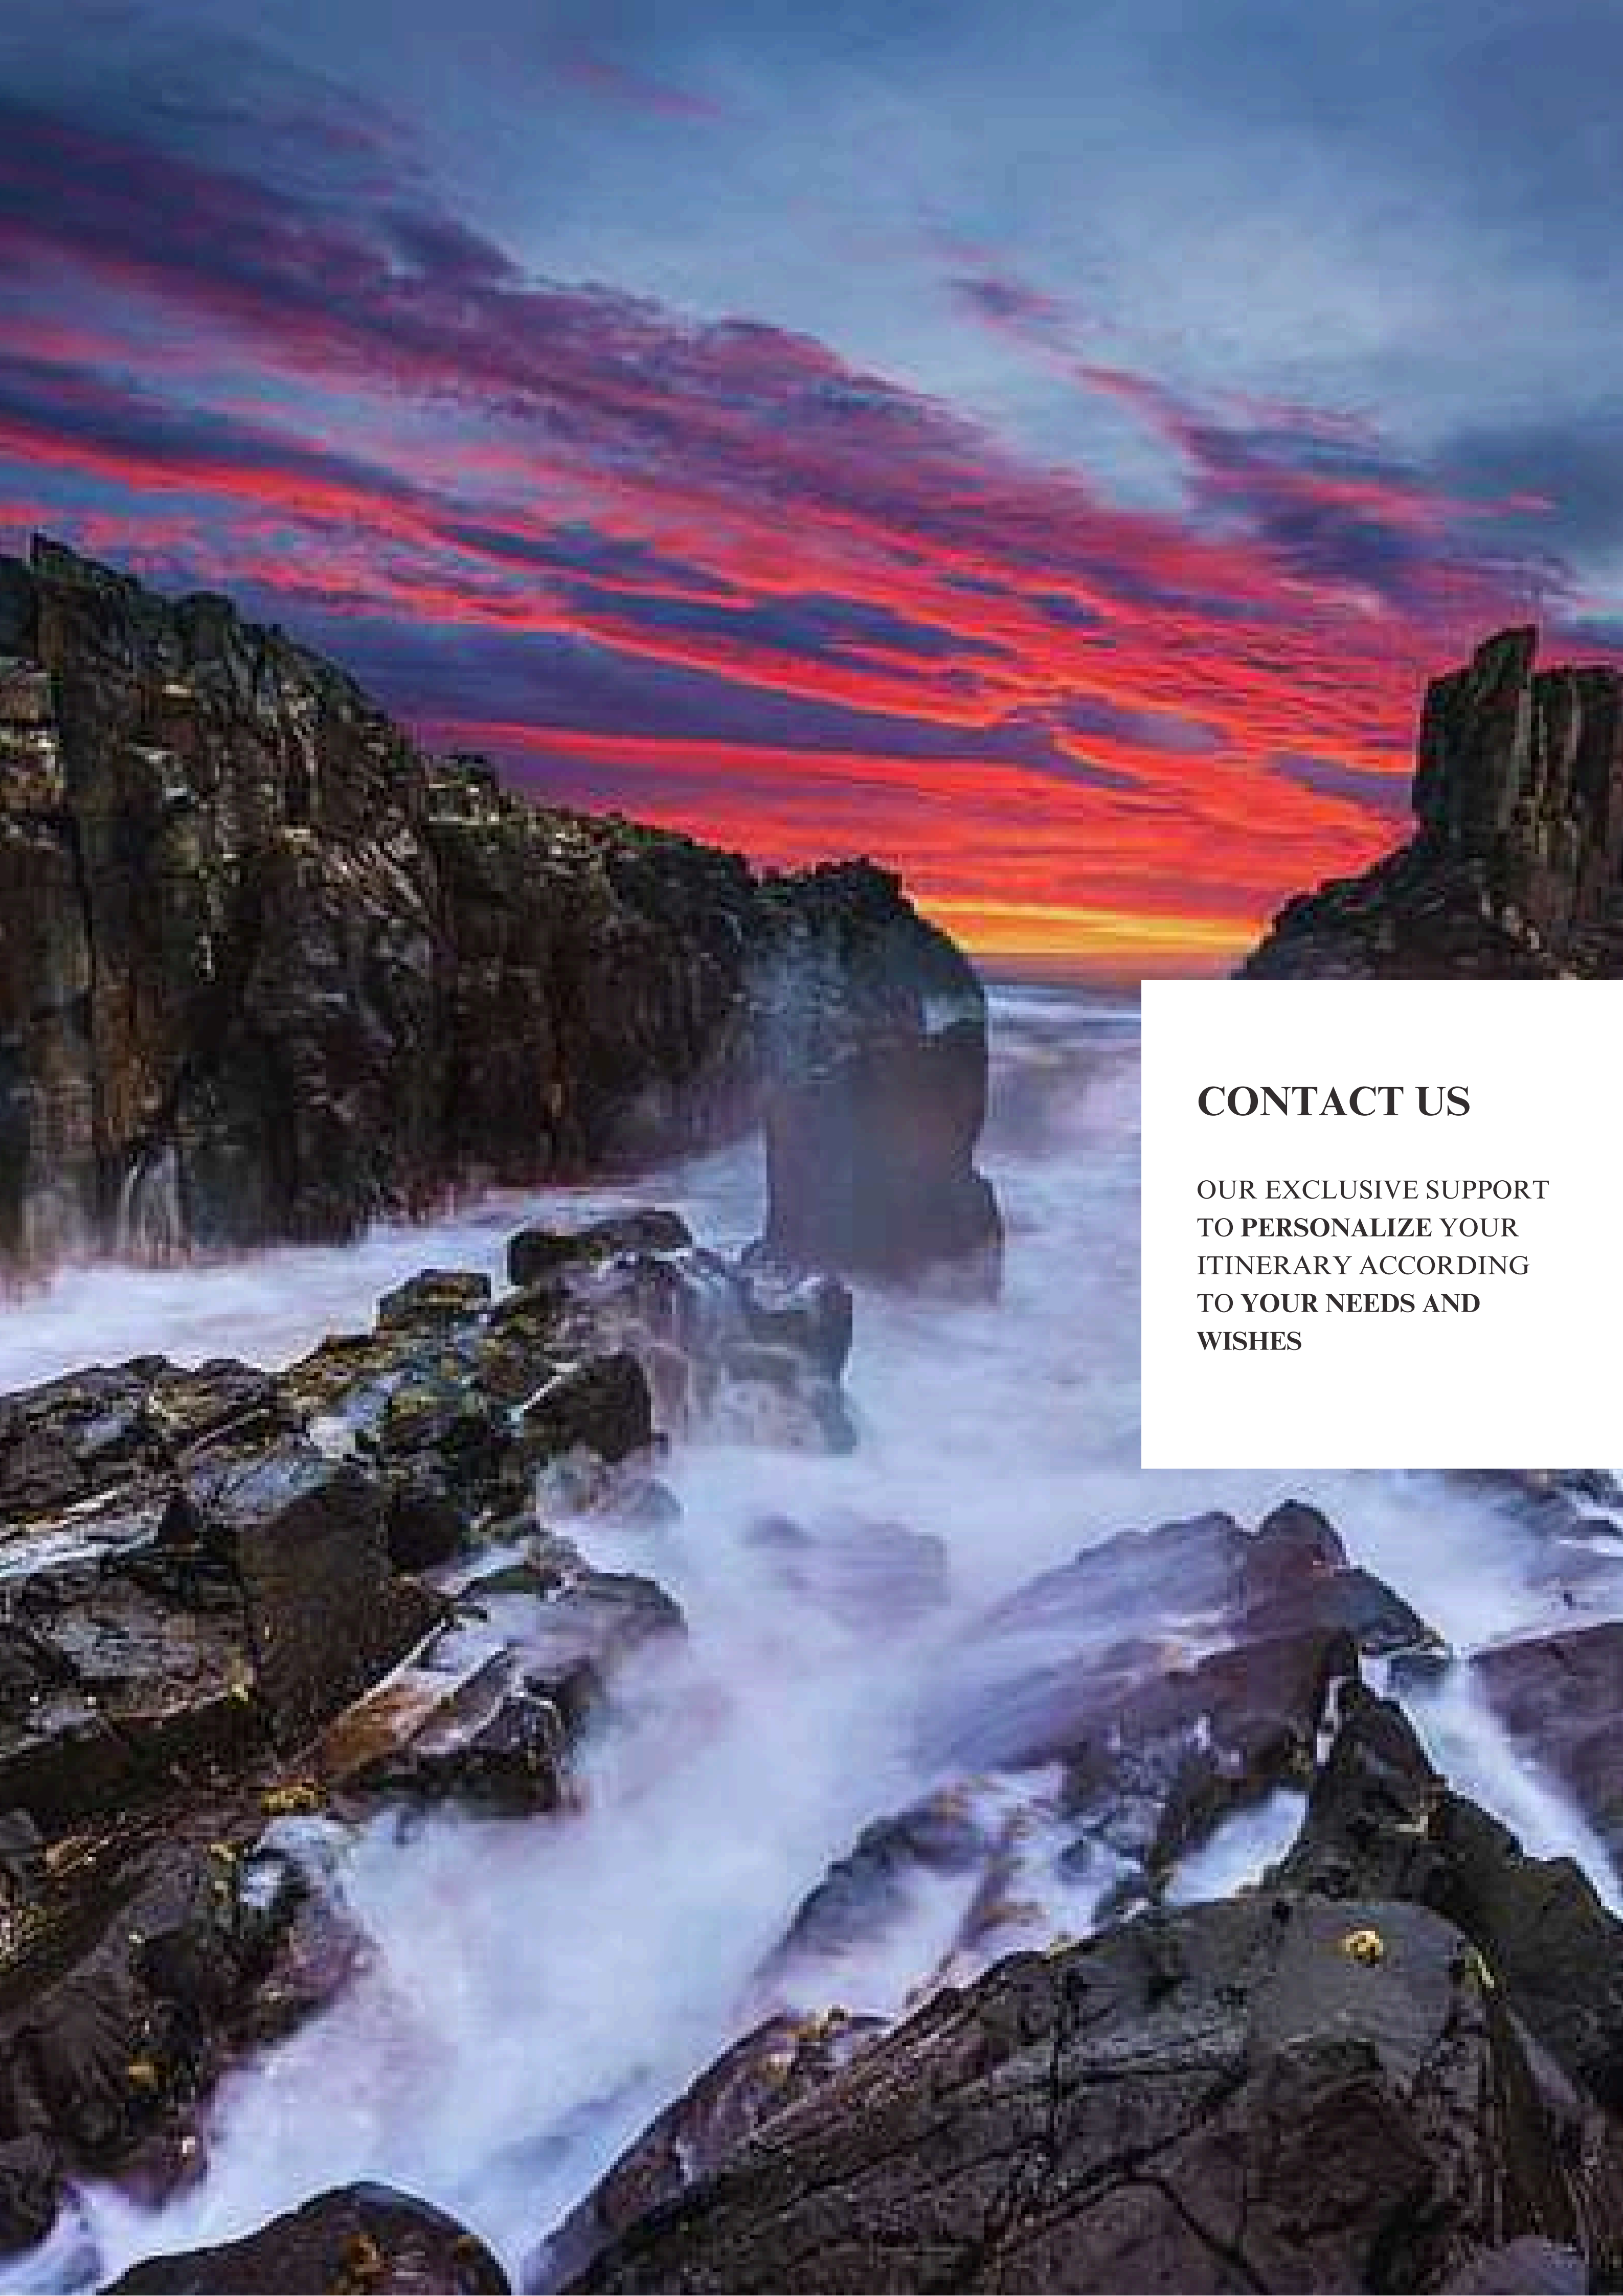 CONTACT US
OUR EXCLUSIVE SUPPORT
TO PERSONALIZE YOUR
ITINERARY ACCORDING
TO YOUR NEEDS AND
WISHES